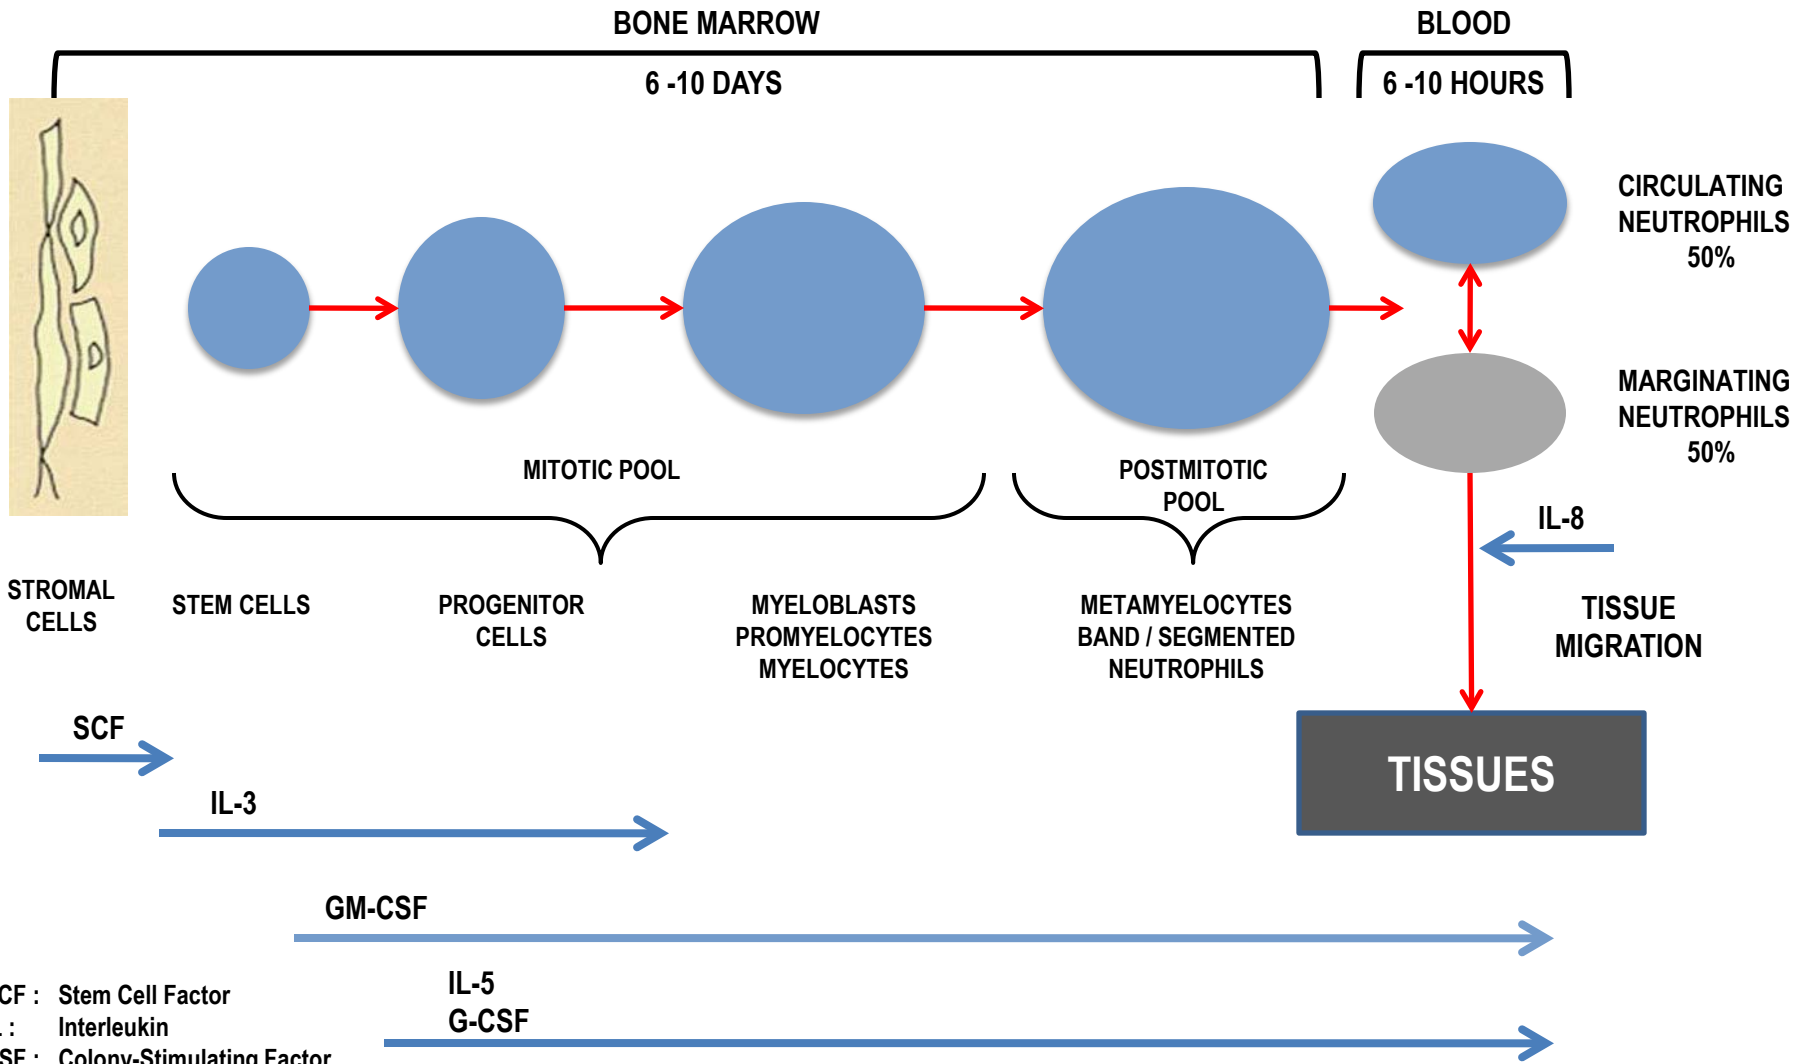 BONE MARROW
BLOOD
6 -10 DAYS
6 -10 HOURS
CIRCULATING
NEUTROPHILS
50%
MARGINATING
NEUTROPHILS
50%
MITOTIC POOL
POSTMITOTIC
POOL
IL-8
STROMAL
CELLS
STEM CELLS
PROGENITOR
CELLS
MYELOBLASTS
PROMYELOCYTES
MYELOCYTES
METAMYELOCYTES
BAND / SEGMENTED
NEUTROPHILS
TISSUE
MIGRATION
SCF
TISSUES
IL-3
GM-CSF
IL-5
G-CSF
CF : Stem Cell Factor
: Interleukin
SF : Colony-Stimulating Factor